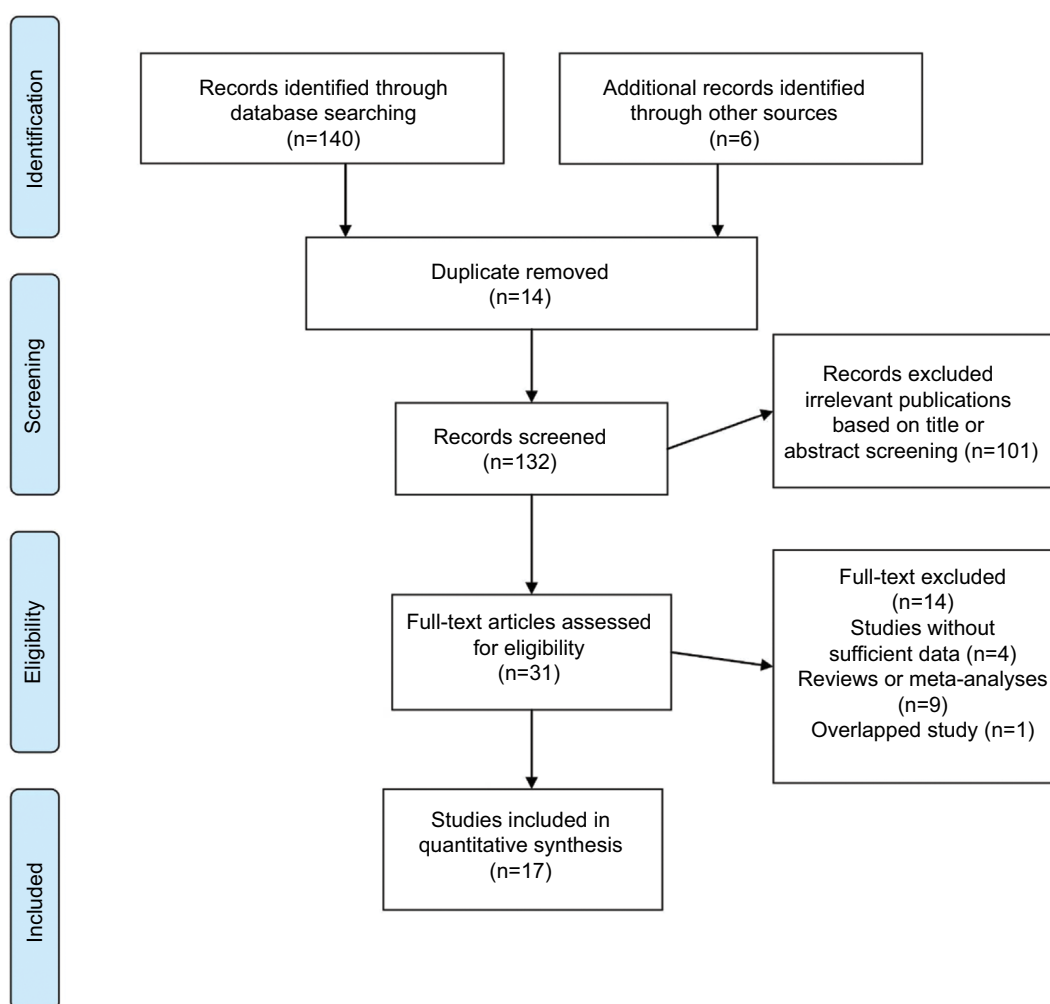 Identification
Records identified through
database searching
(n=140)
Additional records identified
through other sources
(n=6)
Duplicate removed
(n=14)
Screening
Records screened
(n=132)
Records excluded
irrelevant publications
based on title or
abstract screening (n=101)
Eligibility
Full-text articles assessed
for eligibility
(n=31)
Full-text excluded
(n=14)
Studies without
sufficient data (n=4)
Reviews or meta-analyses
(n=9)
Overlapped study (n=1)
Included
Studies included in
quantitative synthesis
(n=17)